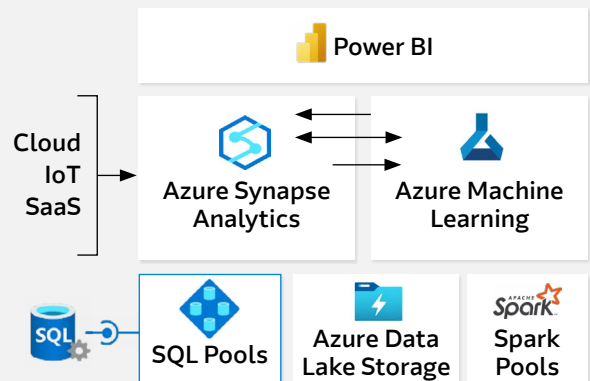 Power BI
Cloud
IoT
SaaS
Azure Synapse
Analytics
Azure Machine
Learning
SQL
SQL Pools
Azure Data
Lake Storage
APACHE
Spark
Spark
Pools